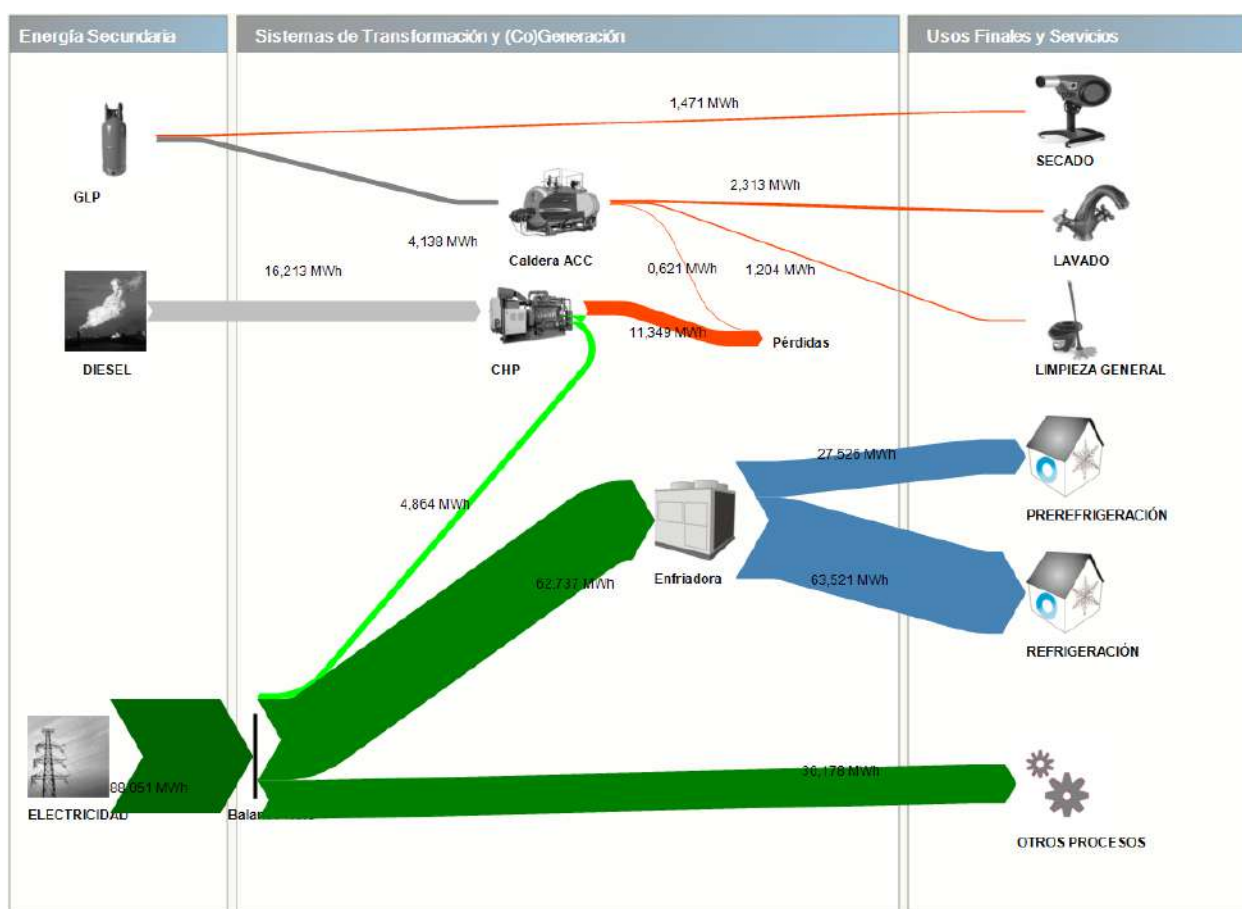 Energía Secundaria
Sistemas de Transformación y (Co)Generación
Usos Finales y Servicios
1,471 MWh
SECADO
GLP
2,313 MWh
4,138 MWh
Caldera ACC
LAVADO
16,213 MWh
0,621 MWh
1,204 MWh
11,349 MWh
Pérdidas
DIESEL
CHP
LIMPIEZA GENERAL
27,526 MWh
4,864 MWh
PREREFRIGERACIÓN
62,737 MWh
Enfriadora
63,521 MWh
REFRIGERACIÓN
88,051 MWh
30,178 MWh
ELECTRICIDAD
OTROS PROCESOS